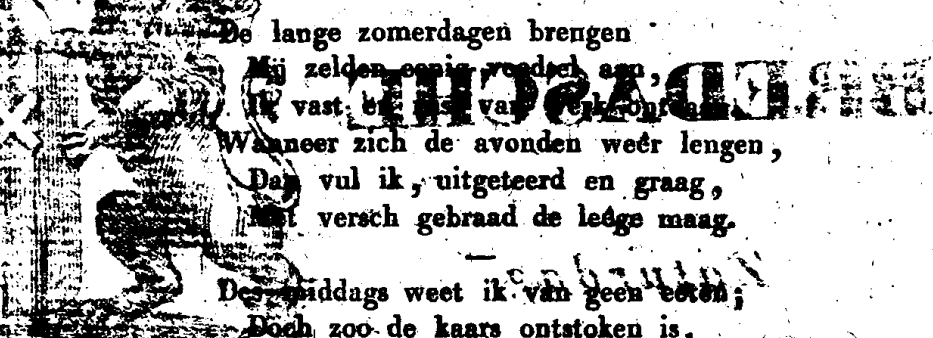 De lange zomerdagen brengen
Mij zelden eenig voedsel aan,
Ik vast en
Wanneer zich de avonden weêr lengen,
Dan vul ik, uitgeteerd en graag,
Met versch gebraad de ledge maag.
—
Des middags weet ik van geen eeten;
Doch zoo de kaars ontstoken is,